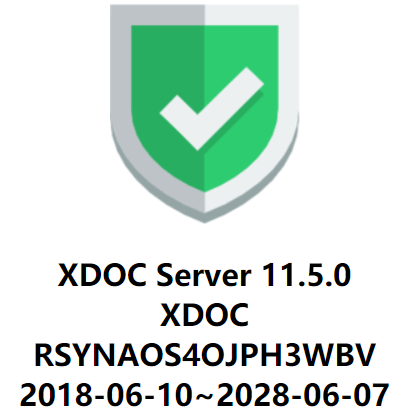 XDOC Server 11.5.0
XDOC
RSYNAOS4OJPH3WBV
2018-06-10~2028-06-07